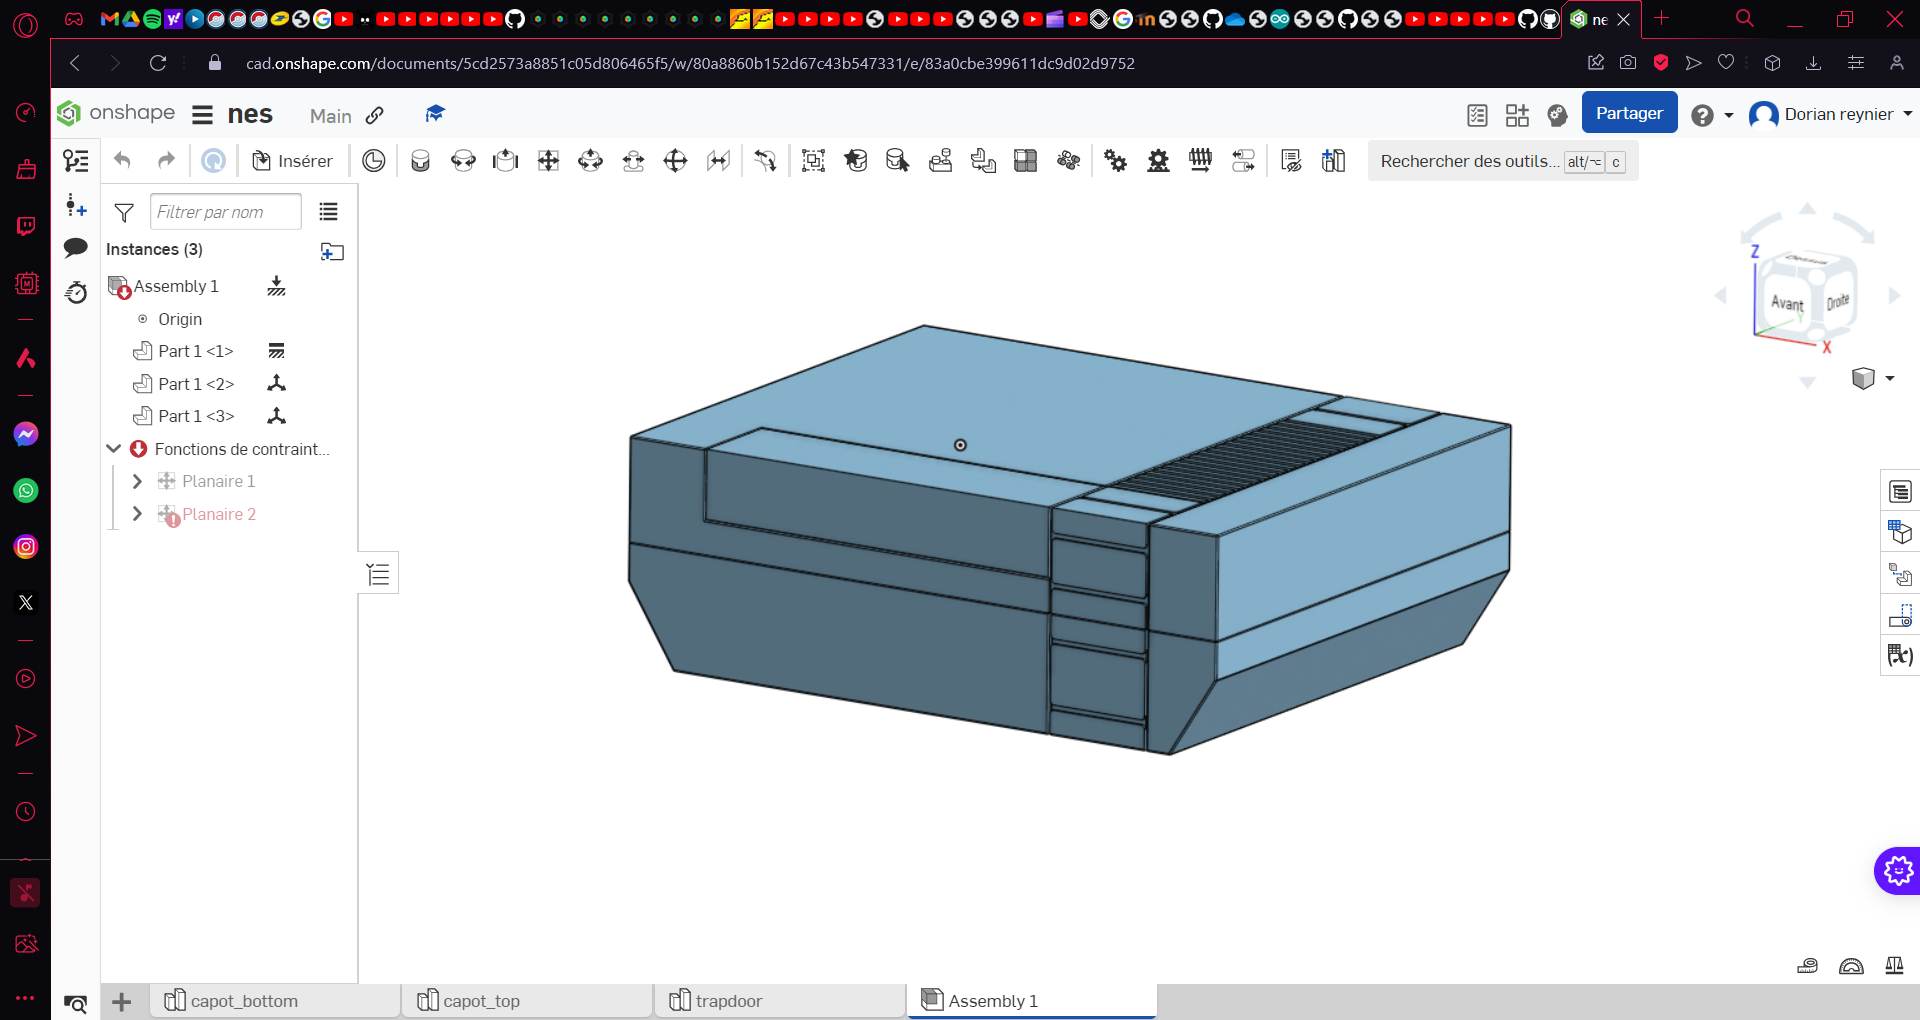 ne
cad.onshape.com/documents/5cd2573a8851c05d806465f5/w/80a8860b152d67c43b547331/e/83a0cbe399611dc9d02d9752
onshape nes Main Partager Dorian reynier
Insérer Rechercher des outils... alt/⌥ c
Filtrer par nom
Instances (3)
Assembly 1
Origin
Part 1 <1>
Part 1 <2>
Part 1 <3>
Fonctions de contraint...
Planaire 1
Planaire 2
Z
Dessus
Avant
Droite
Y
X
capot_bottom capot_top trapdoor Assembly 1